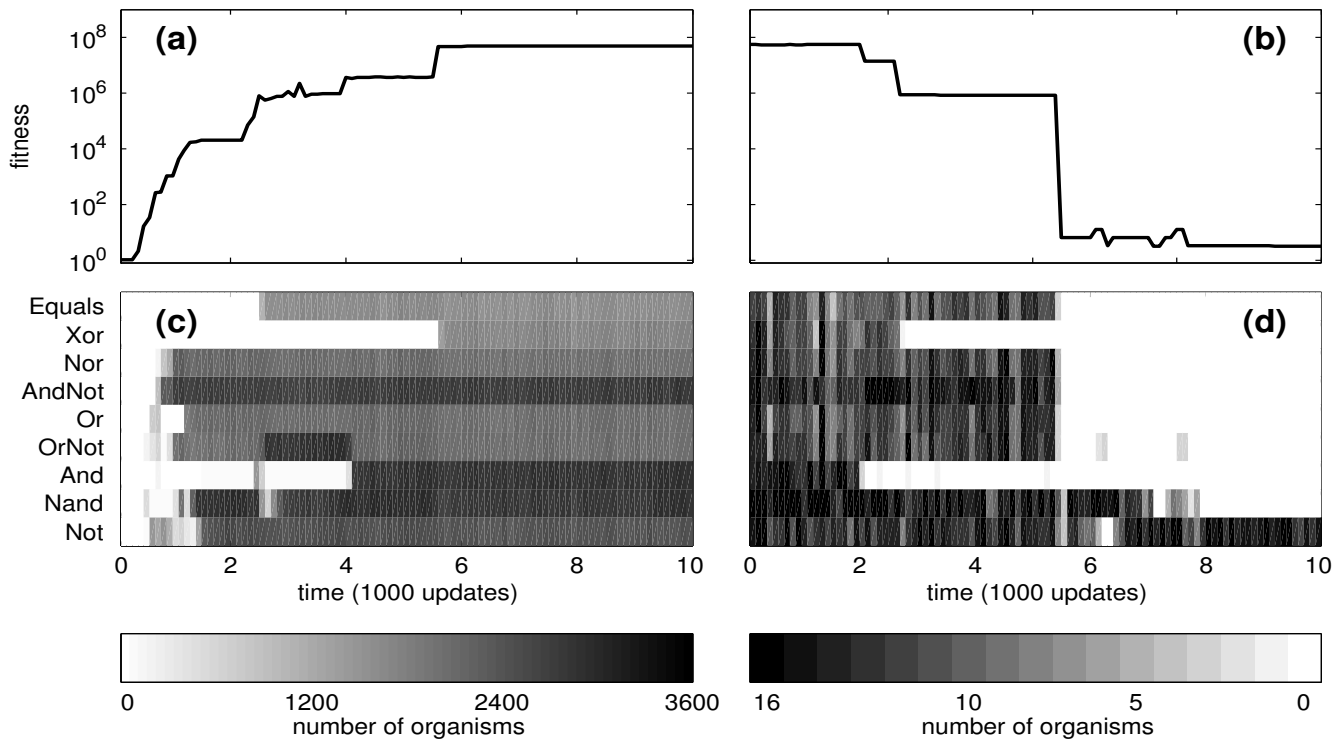 (a)
(b)
10^8
10^6
10^4
10^2
10^0
fitness
(c)
(d)
Equals
Xor
Nor
AndNot
Or
OrNot
And
Nand
Not
0 2 4 6 8 10
0 2 4 6 8 10
time (1000 updates)
time (1000 updates)
0 1200 2400 3600
16 10 5 0
number of organisms
number of organisms